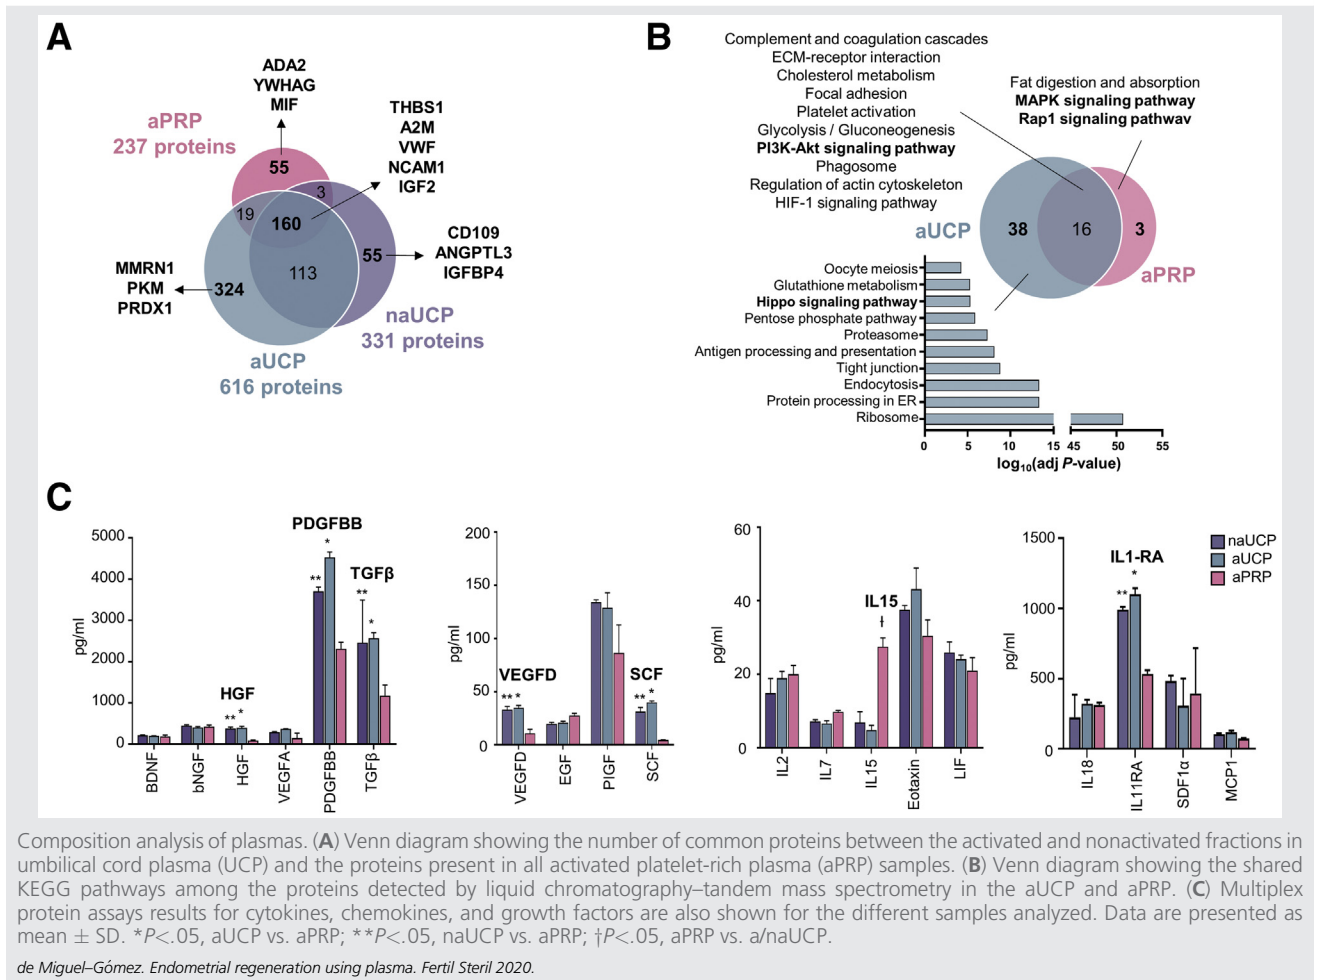 A
ADA2
YWHAG
MIF
aPRP
237 proteins
THBS1
A2M
VWF
NCAM1
IGF2
55
3
19
160
CD109
ANGPTL3
IGFBP4
55
113
MMRN1
PKM
PRDX1
324
naUCP
331 proteins
aUCP
616 proteins
B
Complement and coagulation cascades
ECM-receptor interaction
Cholesterol metabolism
Focal adhesion
Platelet activation
Glycolysis / Gluconeogenesis
PI3K-Akt signaling pathway
Phagosome
Regulation of actin cytoskeleton
HIF-1 signaling pathway
Fat digestion and absorption
MAPK signaling pathway
Rap1 signaling pathway
aUCP
38
16
3
aPRP
Oocyte meiosis
Glutathione metabolism
Hippo signaling pathway
Pentose phosphate pathway
Proteasome
Antigen processing and presentation
Tight junction
Endocytosis
Protein processing in ER
Ribosome
0 5 10 15 45 50 55
log10(adj P-value)
C
5000
4000
3000
2000
1000
0
pg/ml
HGF
** *
PDGFBB
** *
TGFβ
** *
BDNF
bNGF
HGF
VEGFA
PDGFBB
TGFβ
200
150
100
50
0
pg/ml
VEGFD
** *
SCF
** *
VEGFD
EGF
PlGF
SCF
60
40
20
0
pg/ml
IL15
†
IL2
IL7
IL15
Eotaxin
LIF
1500
1000
500
0
pg/ml
IL1-RA
** *
IL18
IL11RA
SDF1α
MCP1
naUCP
aUCP
aPRP
Composition analysis of plasmas. (A) Venn diagram showing the number of common proteins between the activated and nonactivated fractions in
umbilical cord plasma (UCP) and the proteins present in all activated platelet-rich plasma (aPRP) samples. (B) Venn diagram showing the shared
KEGG pathways among the proteins detected by liquid chromatography–tandem mass spectrometry in the aUCP and aPRP. (C) Multiplex
protein assays results for cytokines, chemokines, and growth factors are also shown for the different samples analyzed. Data are presented as
mean ± SD. *P<.05, aUCP vs. aPRP; **P<.05, naUCP vs. aPRP; †P<.05, aPRP vs. a/naUCP.
de Miguel–Gómez. Endometrial regeneration using plasma. Fertil Steril 2020.